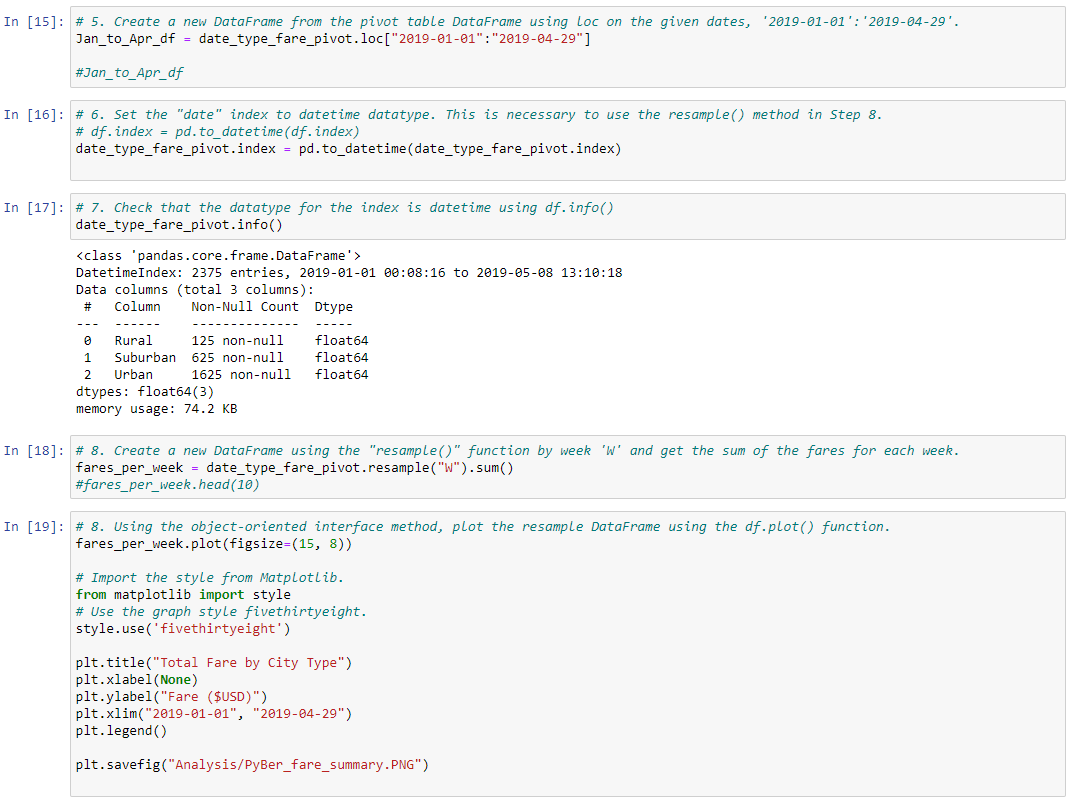 In [15]: # 5. Create a new DataFrame from the pivot table DataFrame using loc on the given dates, '2019-01-01':'2019-04-29'.
Jan_to_Apr_df = date_type_fare_pivot.loc["2019-01-01":"2019-04-29"]
#Jan_to_Apr_df
In [16]: # 6. Set the "date" index to datetime datatype. This is necessary to use the resample() method in Step 8.
# df.index = pd.to_datetime(df.index)
date_type_fare_pivot.index = pd.to_datetime(date_type_fare_pivot.index)
In [17]: # 7. Check that the datatype for the index is datetime using df.info()
date_type_fare_pivot.info()
<class 'pandas.core.frame.DataFrame'>
DatetimeIndex: 2375 entries, 2019-01-01 00:08:16 to 2019-05-08 13:10:18
Data columns (total 3 columns):
 #   Column    Non-Null Count  Dtype
---  ------    --------------  -----
 0   Rural     125 non-null    float64
 1   Suburban  625 non-null    float64
 2   Urban     1625 non-null   float64
dtypes: float64(3)
memory usage: 74.2 KB
In [18]: # 8. Create a new DataFrame using the "resample()" function by week 'W' and get the sum of the fares for each week.
fares_per_week = date_type_fare_pivot.resample("W").sum()
#fares_per_week.head(10)
In [19]: # 8. Using the object-oriented interface method, plot the resample DataFrame using the df.plot() function.
fares_per_week.plot(figsize=(15, 8))
# Import the style from Matplotlib.
from matplotlib import style
# Use the graph style fivethirtyeight.
style.use('fivethirtyeight')
plt.title("Total Fare by City Type")
plt.xlabel(None)
plt.ylabel("Fare ($USD)")
plt.xlim("2019-01-01", "2019-04-29")
plt.legend()
plt.savefig("Analysis/PyBer_fare_summary.PNG")